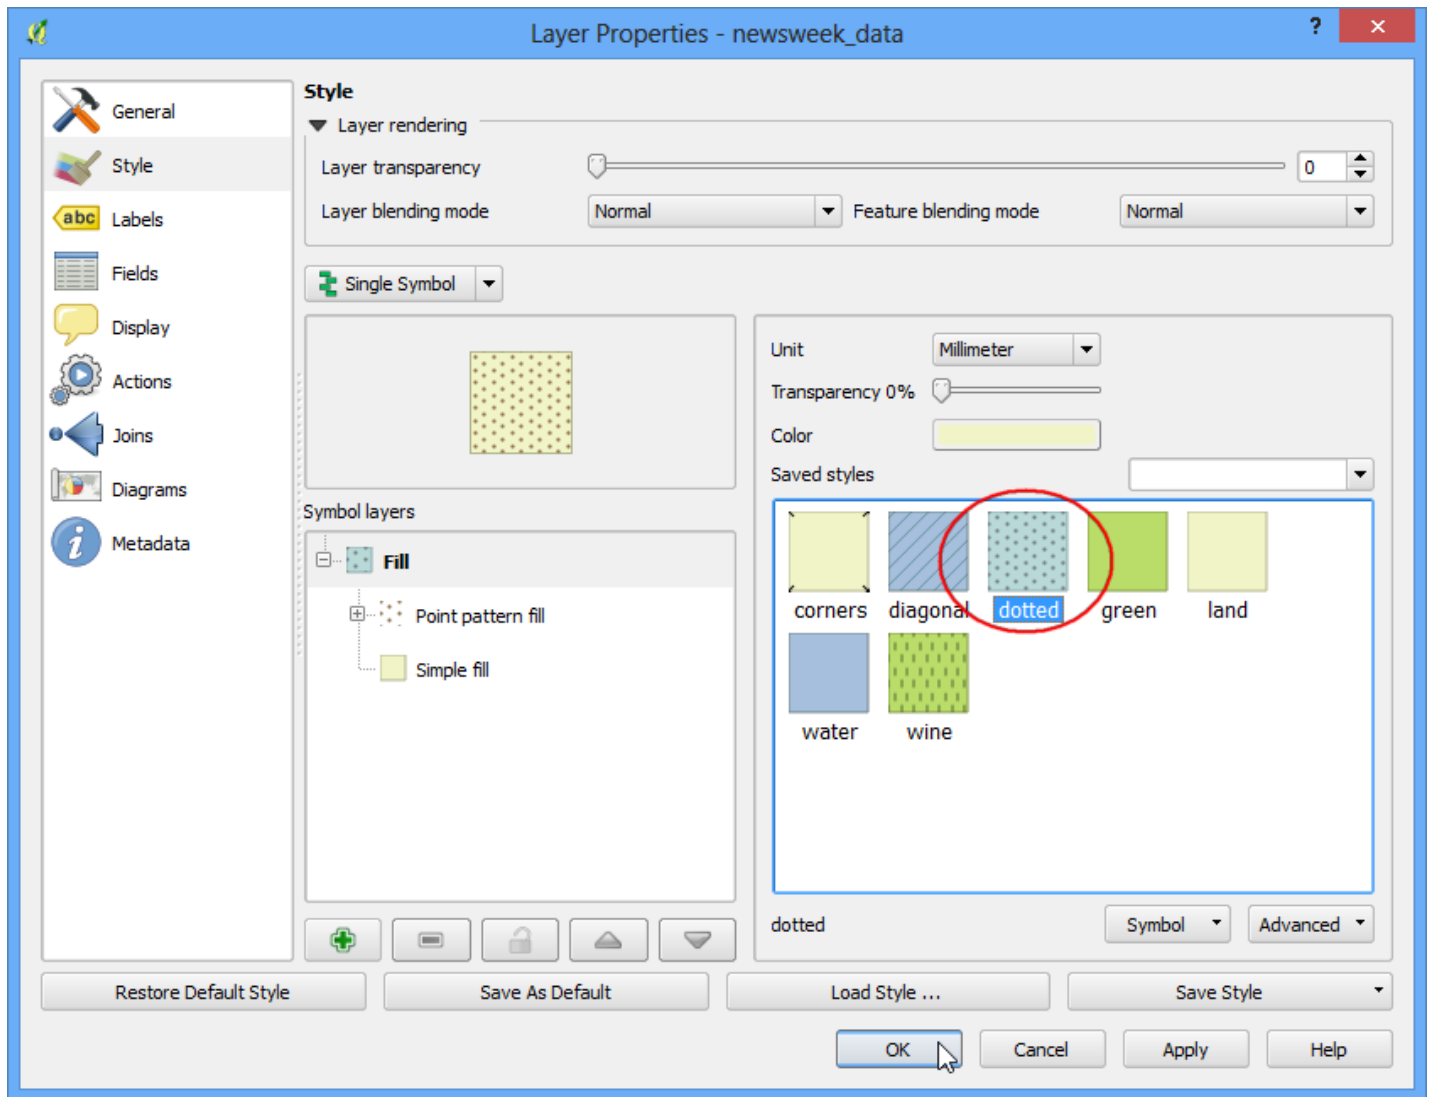 Layer Properties - newsweek_data
?
General
Style
abc Labels
Fields
Display
Actions
Joins
Diagrams
i Metadata
Style
Layer rendering
Layer transparency 0
Layer blending mode Normal Feature blending mode Normal
Single Symbol
Symbol layers
Fill
Point pattern fill
Simple fill
Unit Millimeter
Transparency 0%
Color
Saved styles
corners diagonal dotted green land
water wine
dotted Symbol Advanced
Restore Default Style Save As Default Load Style ... Save Style
OK Cancel Apply Help